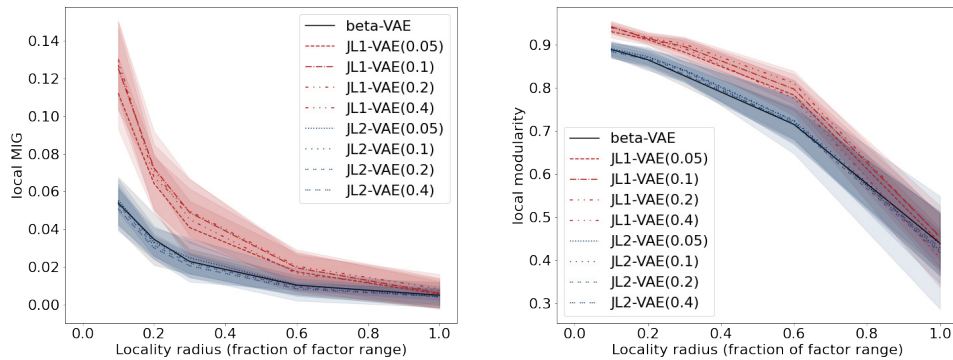 0.14
0.12
0.10
0.08
0.06
0.04
0.02
0.00
local MIG
beta-VAE
JL1-VAE(0.05)
JL1-VAE(0.1)
JL1-VAE(0.2)
JL1-VAE(0.4)
JL2-VAE(0.05)
JL2-VAE(0.1)
JL2-VAE(0.2)
JL2-VAE(0.4)
0.0 0.2 0.4 0.6 0.8 1.0
Locality radius (fraction of factor range)
0.9
0.8
0.7
0.6
0.5
0.4
0.3
local modularity
beta-VAE
JL1-VAE(0.05)
JL1-VAE(0.1)
JL1-VAE(0.2)
JL1-VAE(0.4)
JL2-VAE(0.05)
JL2-VAE(0.1)
JL2-VAE(0.2)
JL2-VAE(0.4)
0.0 0.2 0.4 0.6 0.8 1.0
Locality radius (fraction of factor range)